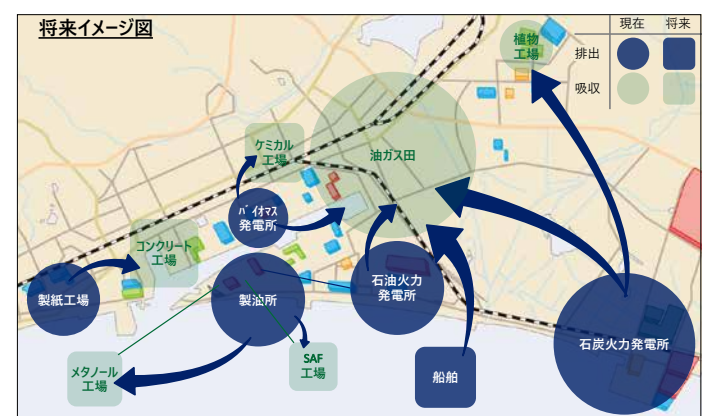 将来イメージ図
現在 将来
排出
吸収
植物
工場
ケミカル
工場
油ガス田
バイオマス
発電所
コンクリート
工場
製紙工場
製油所
石油火力
発電所
石炭火力発電所
メタノール
工場
SAF
工場
船舶